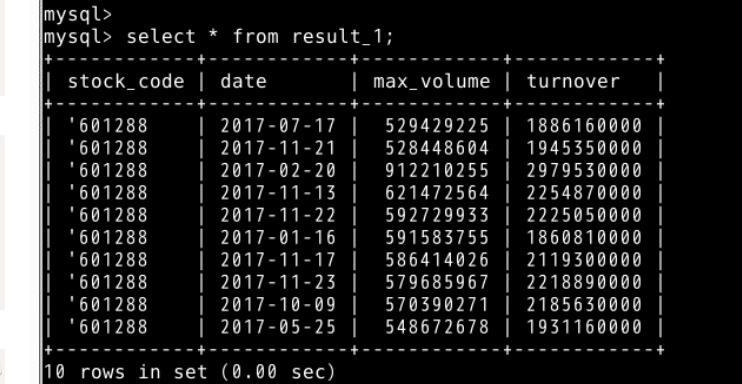 mysql>
mysql> select * from result_1;
+-------------+------------+------------+------------+
| stock_code | date | max_volume | turnover |
+-------------+------------+------------+------------+
| '601288 | 2017-07-17 | 529429225 | 1886160000 |
| '601288 | 2017-11-21 | 528448604 | 1945350000 |
| '601288 | 2017-02-20 | 912210255 | 2979530000 |
| '601288 | 2017-11-13 | 621472564 | 2254870000 |
| '601288 | 2017-11-22 | 592729933 | 2225050000 |
| '601288 | 2017-01-16 | 591583755 | 1860810000 |
| '601288 | 2017-11-17 | 586414026 | 2119300000 |
| '601288 | 2017-11-23 | 579685967 | 2218890000 |
| '601288 | 2017-10-09 | 570390271 | 2185630000 |
| '601288 | 2017-05-25 | 548672678 | 1931160000 |
+-------------+------------+------------+------------+
10 rows in set (0.00 sec)